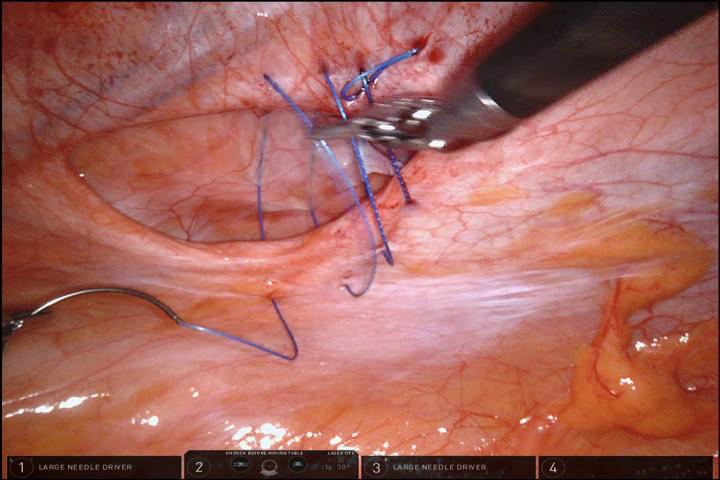 UNDOCK BEFORE MOVING TABLE LASER OFF
1 LARGE NEEDLE DRIVER
2 30°
3 LARGE NEEDLE DRIVER
4